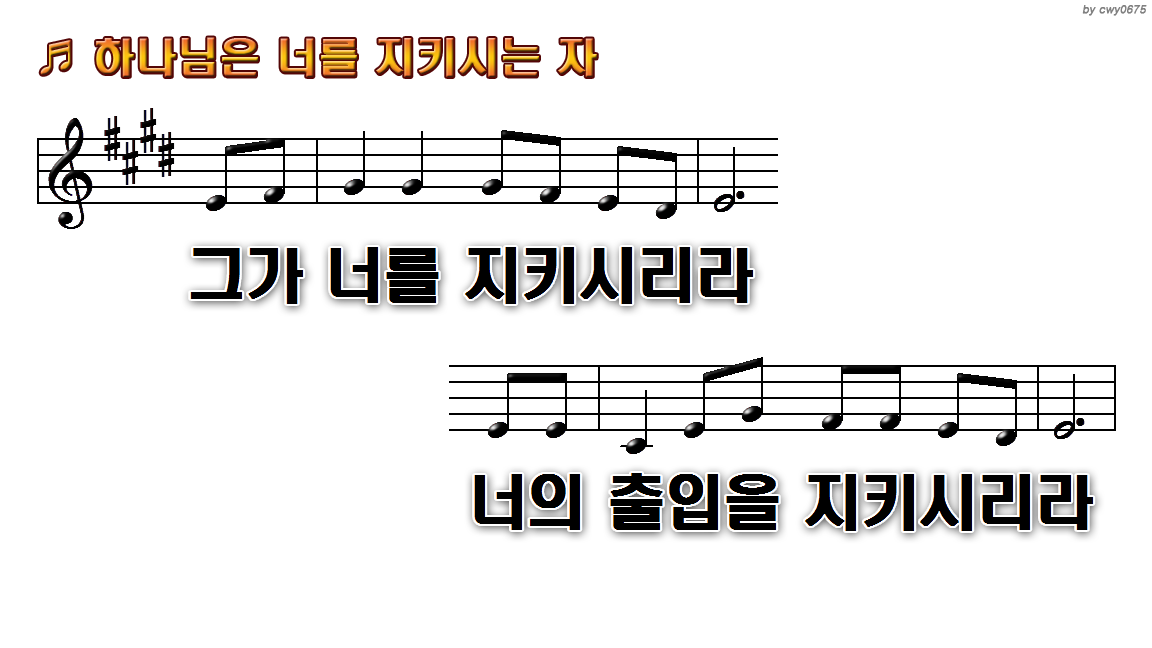 by cwy0675
♬ 하나님은 너를 지키시는 자
그가 너를 지키시리라
너의 출입을 지키시리라